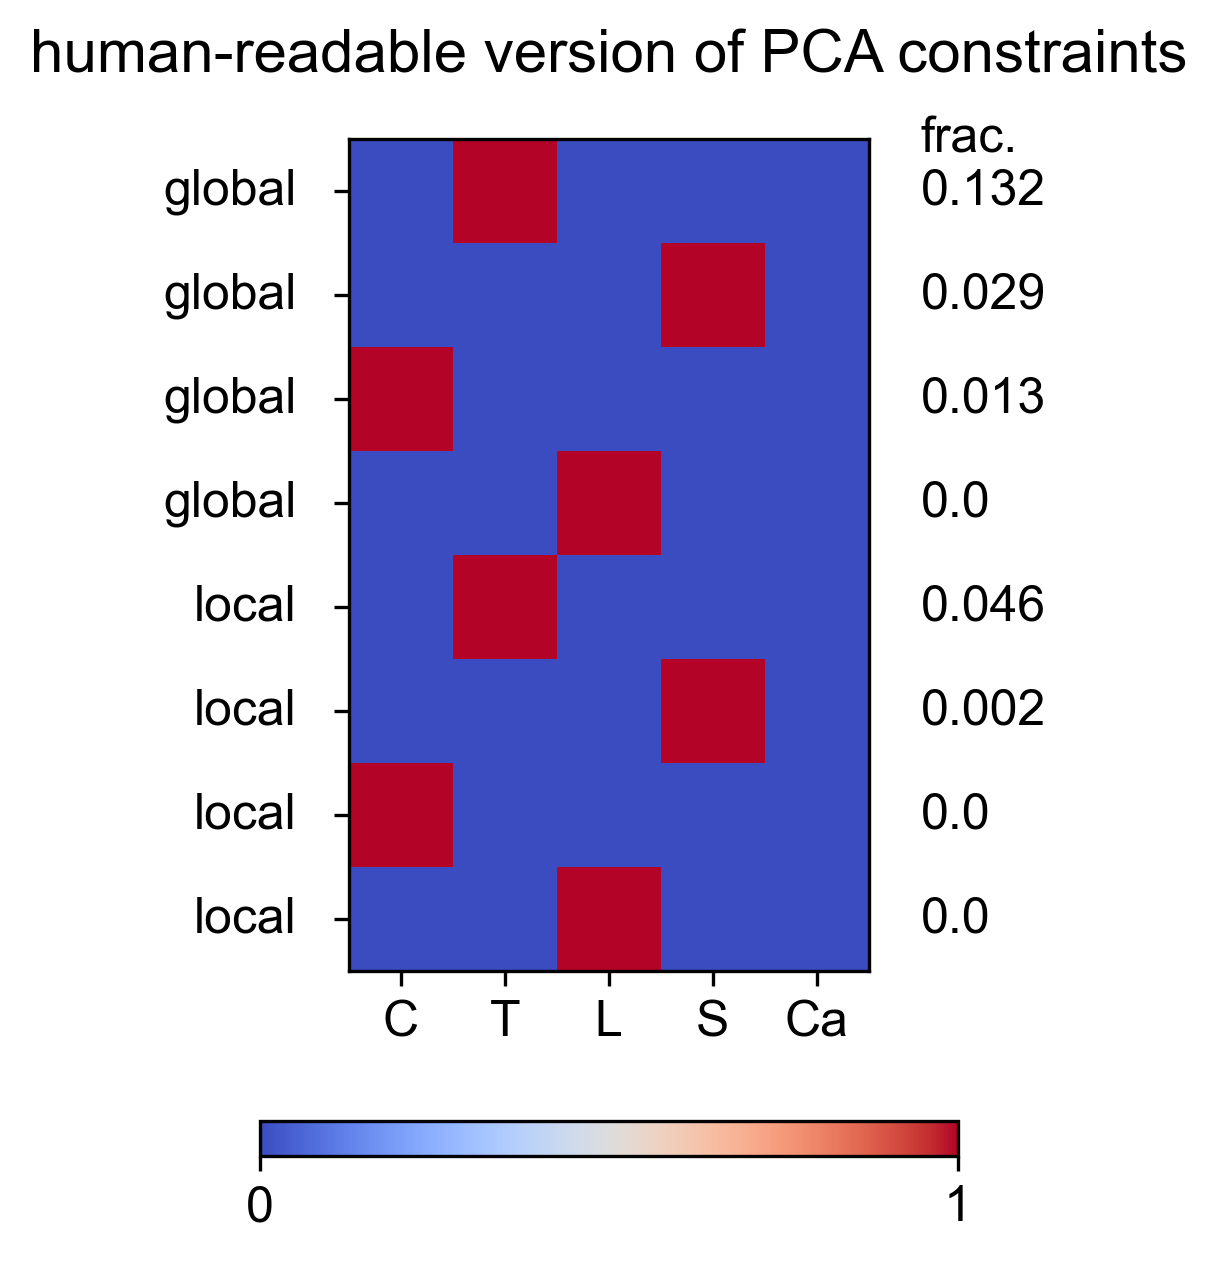 human-readable version of PCA constraints
frac.
global 0.132
global 0.029
global 0.013
global 0.0
local 0.046
local 0.002
local 0.0
local 0.0
C T L S Ca
0 1